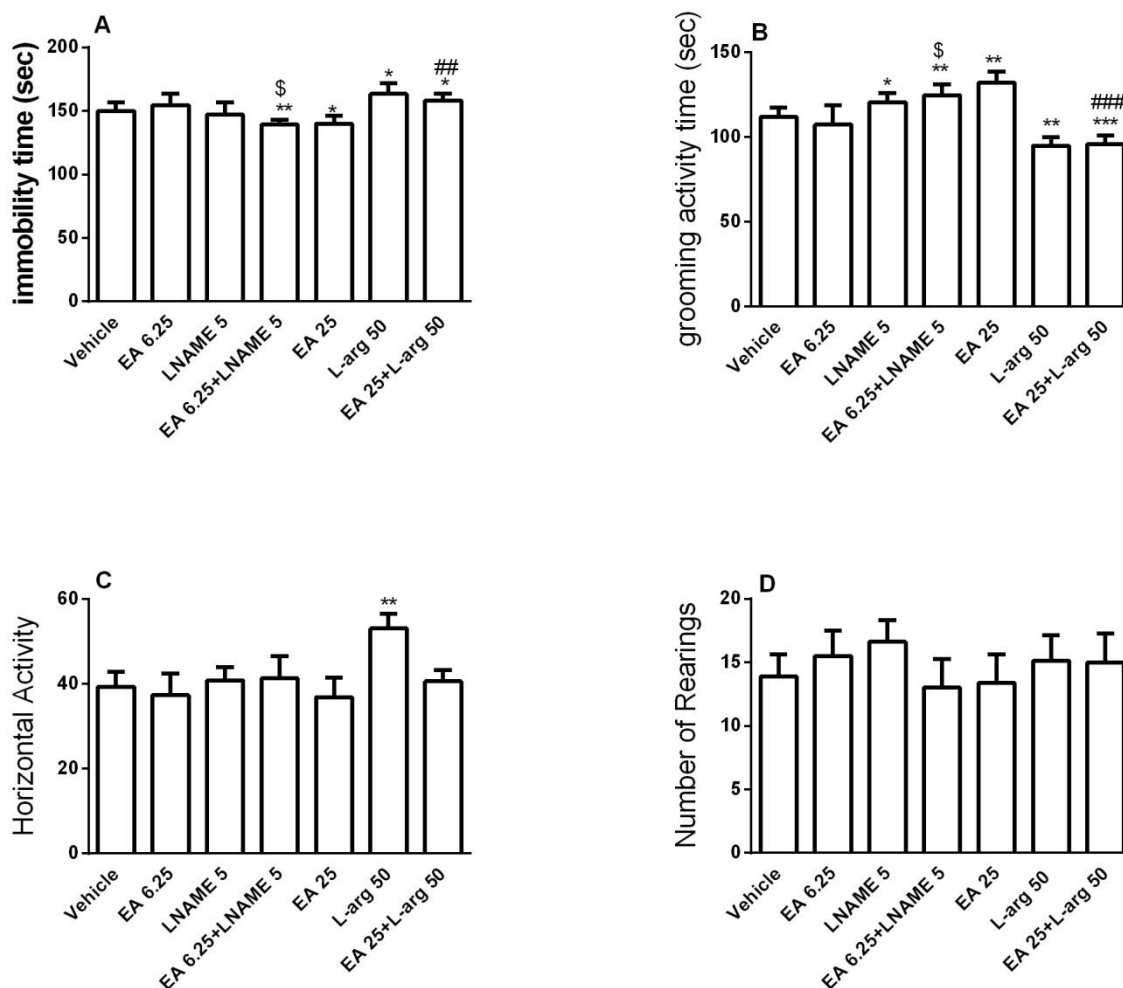 A
immobility time (sec)
200
150
100
50
0
$
**
*
*
##
*
Vehicle
EA 6.25
LNAME 5
EA 6.25+LNAME 5
EA 25
L-arg 50
EA 25+L-arg 50
B
grooming activity time (sec)
150
100
50
0
*
$
**
**
**
###
***
Vehicle
EA 6.25
LNAME 5
EA 6.25+LNAME 5
EA 25
L-arg 50
EA 25+L-arg 50
C
Horizontal Activity
60
40
20
0
**
Vehicle
EA 6.25
LNAME 5
EA 6.25+LNAME 5
EA 25
L-arg 50
EA 25+L-arg 50
D
Number of Rearings
20
15
10
5
0
Vehicle
EA 6.25
LNAME 5
EA 6.25+LNAME 5
EA 25
L-arg 50
EA 25+L-arg 50